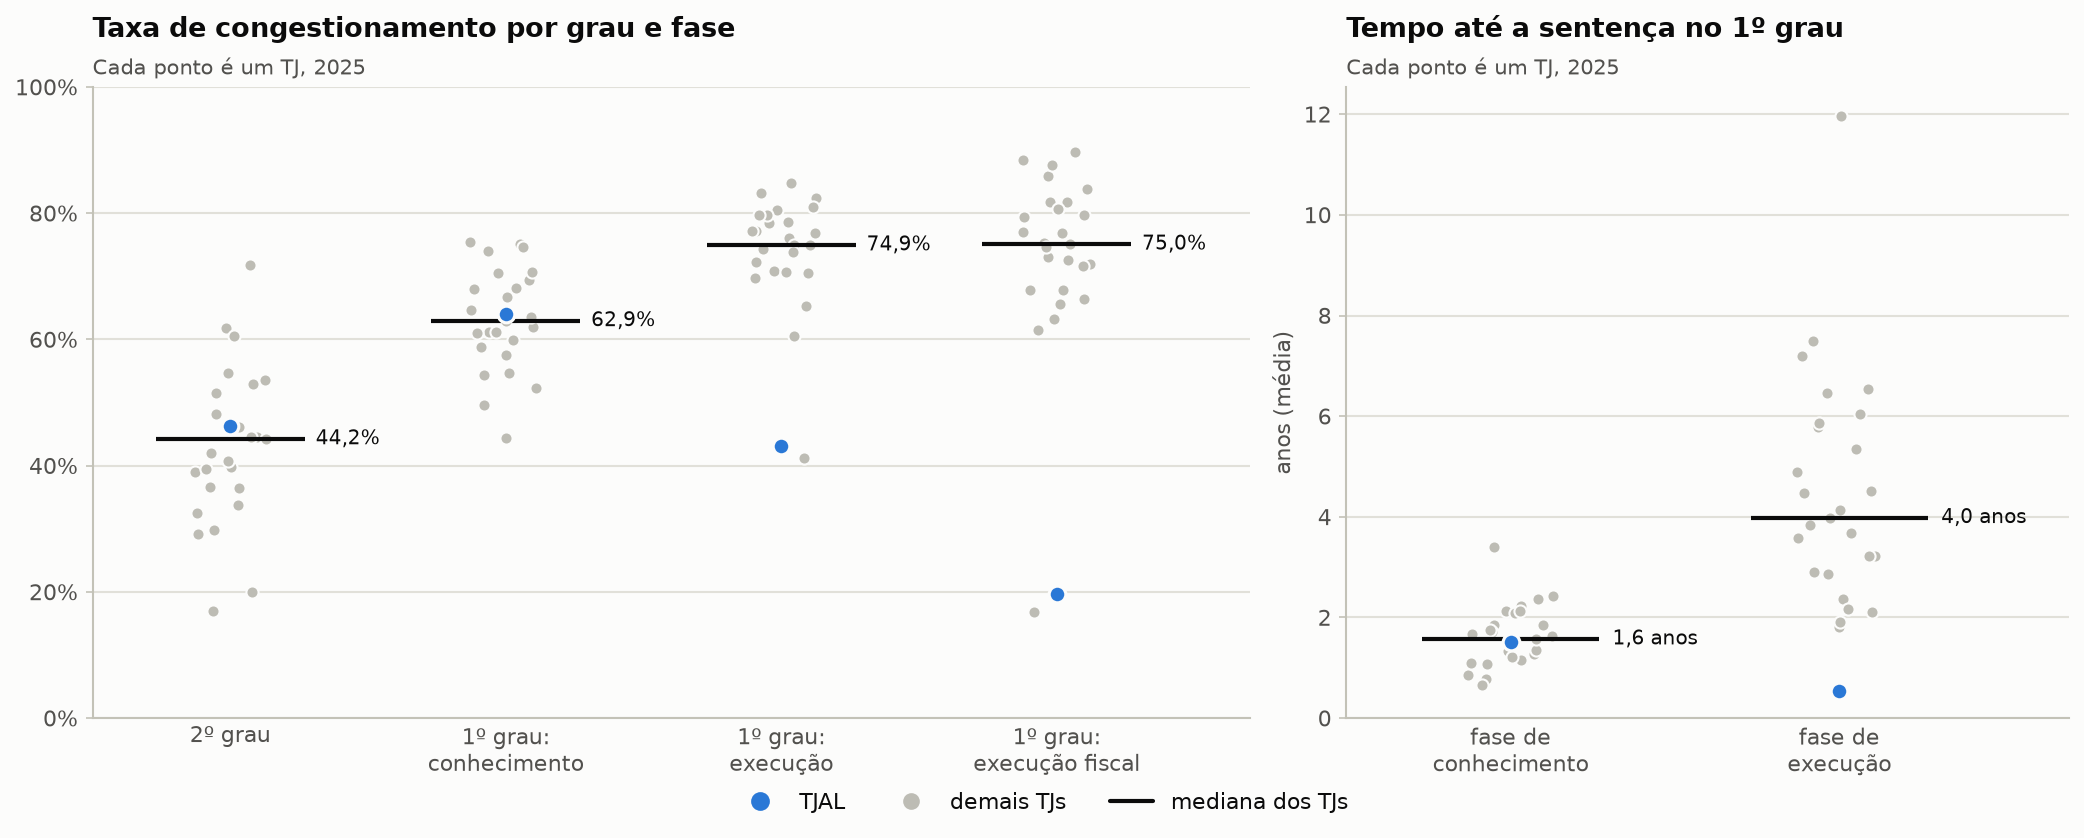 Taxa de congestionamento por grau e fase
Cada ponto é um TJ, 2025
100%
80%
60%
40%
20%
0%
44,2%
62,9%
74,9%
75,0%
2º grau
1º grau:
conhecimento
1º grau:
execução
1º grau:
execução fiscal
Tempo até a sentença no 1º grau
Cada ponto é um TJ, 2025
anos (média)
12
10
8
6
4
2
0
1,6 anos
4,0 anos
fase de
conhecimento
fase de
execução
TJAL
demais TJs
mediana dos TJs